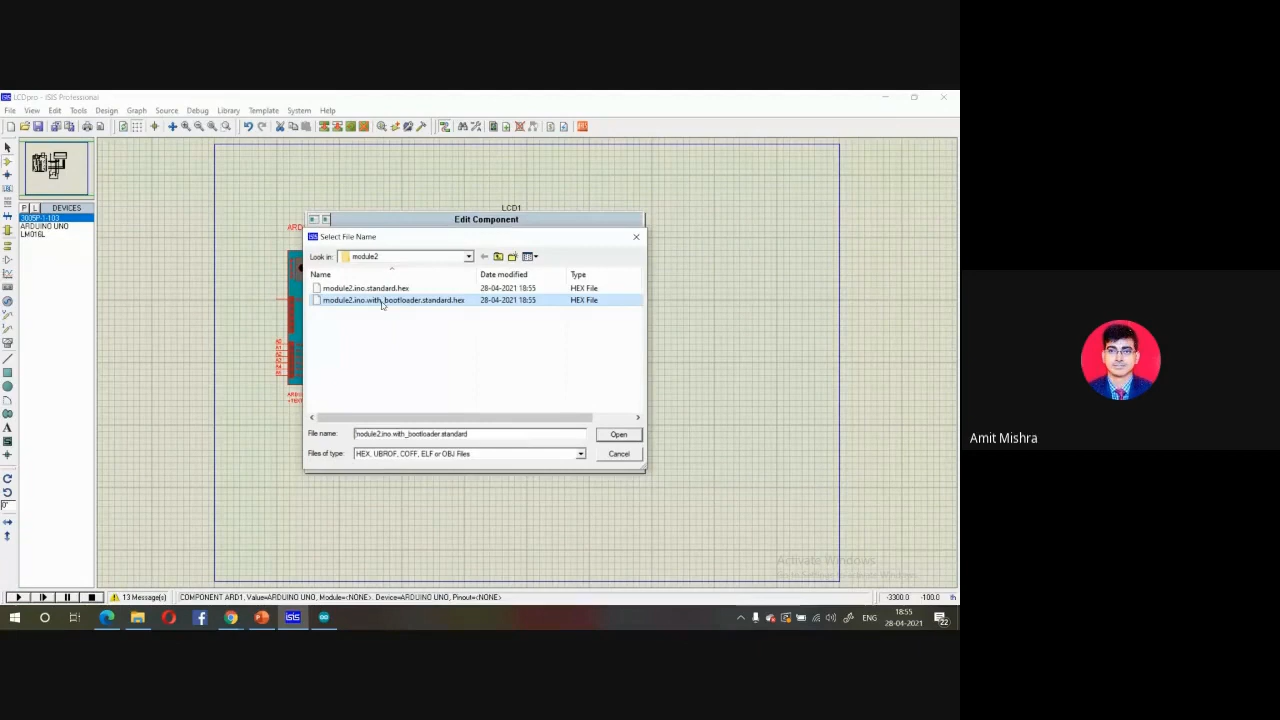 LCDpro - ISIS Professional
File View Edit Tools Design Graph Source Debug Library Template System Help
P L DEVICES
3005P-1-103
ARDUINO UNO
LM016L
LCD1
Edit Component
Select File Name
Look in: module2
Name Date modified Type
module2.ino.standard.hex 28-04-2021 18:55 HEX File
module2.ino.with_bootloader.standard.hex 28-04-2021 18:55 HEX File
File name: module2.ino.with_bootloader.standard Open
Files of type: HEX, UBROF, COFF, ELF or OBJ Files Cancel
Amit Mishra
Activate Windows
13 Message(s) COMPONENT ARD1, Value=ARDUINO UNO, Module=<NONE>. Device=ARDUINO UNO, Pinout=<NONE> -3300.0 -100.0 th
ENG 18:55
28-04-2021 22